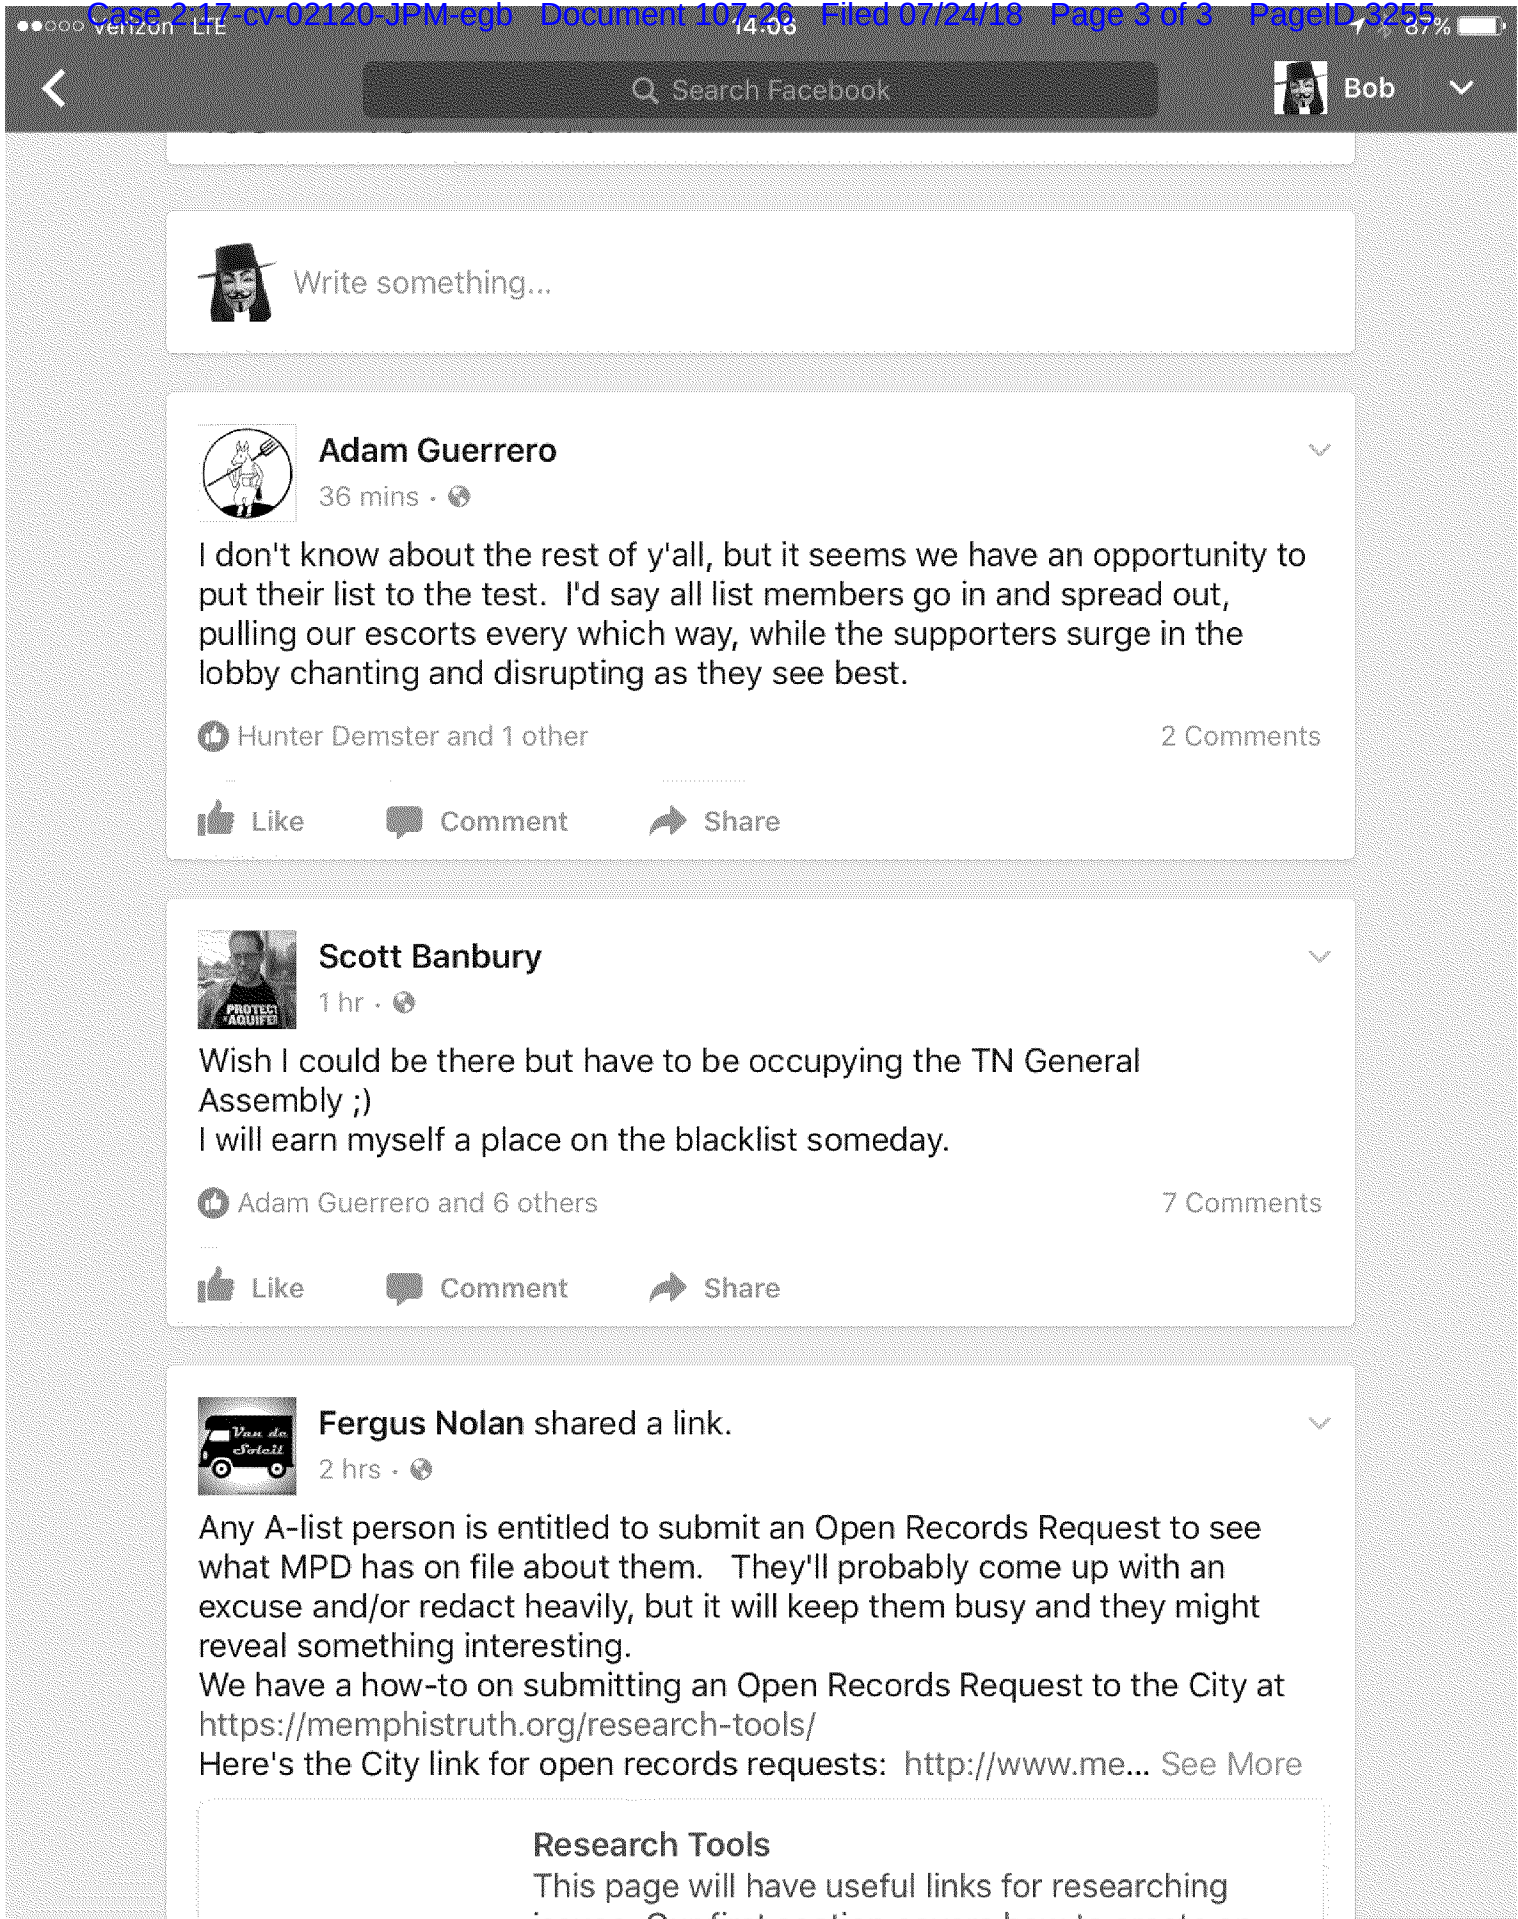 Case 2:17-cv-02120-JPM-egb Document 107-26 Filed 07/24/18 Page 3 of 3 PageID 3255
verizon LTE 14:06 87%
Search Facebook Bob
Write something...
Adam Guerrero
36 mins ·
I don't know about the rest of y'all, but it seems we have an opportunity to
put their list to the test.  I'd say all list members go in and spread out,
pulling our escorts every which way, while the supporters surge in the
lobby chanting and disrupting as they see best.
Hunter Demster and 1 other 2 Comments
Like Comment Share
Scott Banbury
1 hr ·
PROTECT
AQUIFER
Wish I could be there but have to be occupying the TN General
Assembly ;)
I will earn myself a place on the blacklist someday.
Adam Guerrero and 6 others 7 Comments
Like Comment Share
Fergus Nolan shared a link.
2 hrs ·
Van de
Soleil
Any A-list person is entitled to submit an Open Records Request to see
what MPD has on file about them.   They'll probably come up with an
excuse and/or redact heavily, but it will keep them busy and they might
reveal something interesting.
We have a how-to on submitting an Open Records Request to the City at
https://memphistruth.org/research-tools/
Here's the City link for open records requests:  http://www.me... See More
Research Tools
This page will have useful links for researching